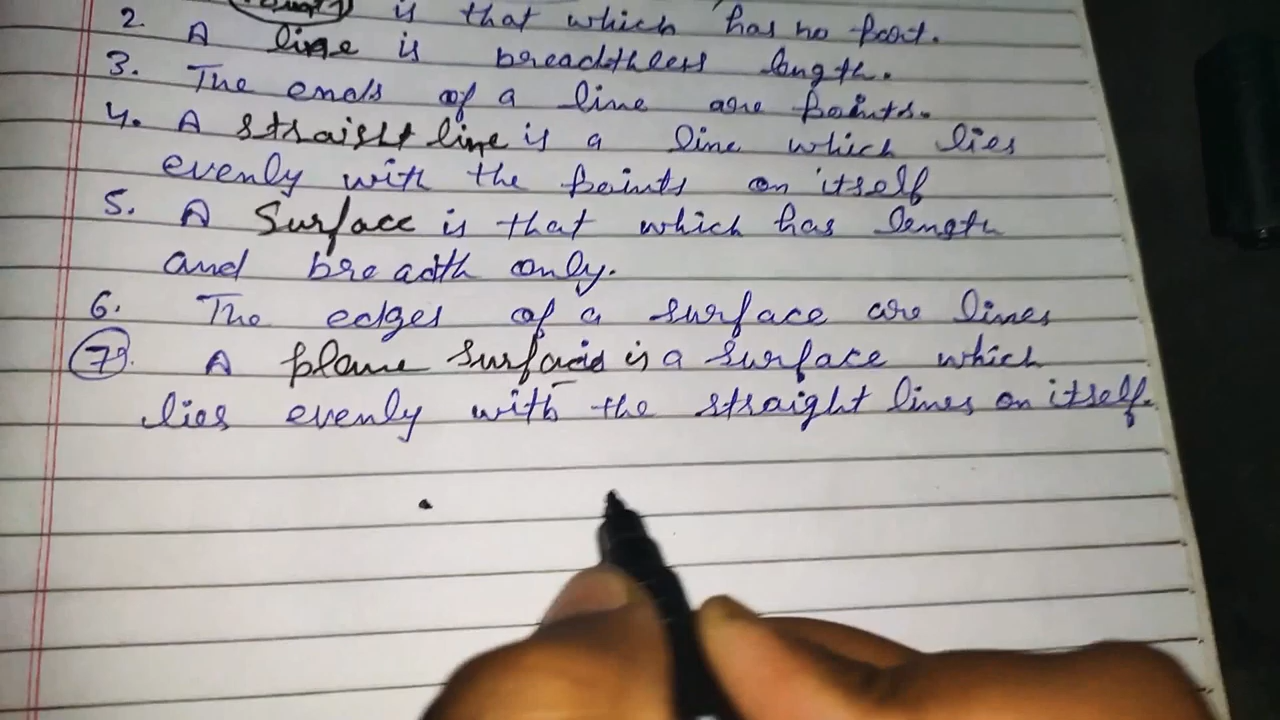 is that which has no part.
2. A line is breadthless length.
3. The ends of a line are points.
4. A straight line is a line which lies
evenly with the points on itself
5. A Surface is that which has length
and breadth only.
6. The edges of a surface are lines
7. A plane surface is a surface which
lies evenly with the straight lines on itself.